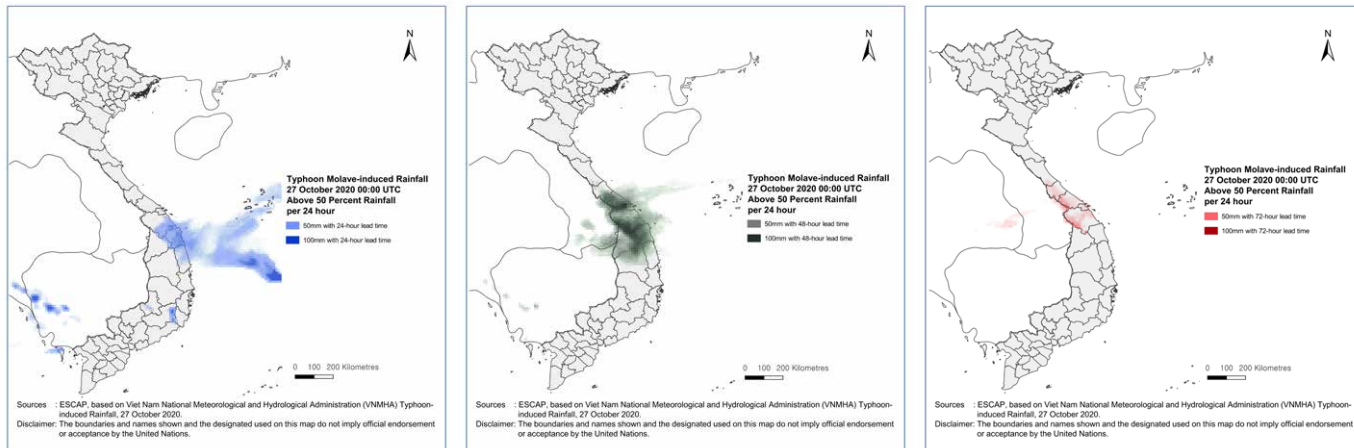 N
Typhoon Molave-induced Rainfall
27 October 2020 00:00 UTC
Above 50 Percent Rainfall
per 24 hour
50mm with 24-hour lead time
100mm with 24-hour lead time
0 100 200 Kilometres
Sources : ESCAP, based on Viet Nam National Meteorological and Hydrological Administration (VNMHA) Typhoon-
induced Rainfall, 27 October 2020.
Disclaimer: The boundaries and names shown and the designated used on this map do not imply official endorsement
or acceptance by the United Nations.
N
Typhoon Molave-induced Rainfall
27 October 2020 00:00 UTC
Above 50 Percent Rainfall
per 24 hour
50mm with 48-hour lead time
100mm with 48-hour lead time
0 100 200 Kilometres
Sources : ESCAP, based on Viet Nam National Meteorological and Hydrological Administration (VNMHA) Typhoon-
induced Rainfall, 27 October 2020.
Disclaimer: The boundaries and names shown and the designated used on this map do not imply official endorsement
or acceptance by the United Nations.
N
Typhoon Molave-induced Rainfall
27 October 2020 00:00 UTC
Above 50 Percent Rainfall
per 24 hour
50mm with 72-hour lead time
100mm with 72-hour lead time
0 100 200 Kilometres
Sources : ESCAP, based on Viet Nam National Meteorological and Hydrological Administration (VNMHA) Typhoon-
induced Rainfall, 27 October 2020.
Disclaimer: The boundaries and names shown and the designated used on this map do not imply official endorsement
or acceptance by the United Nations.